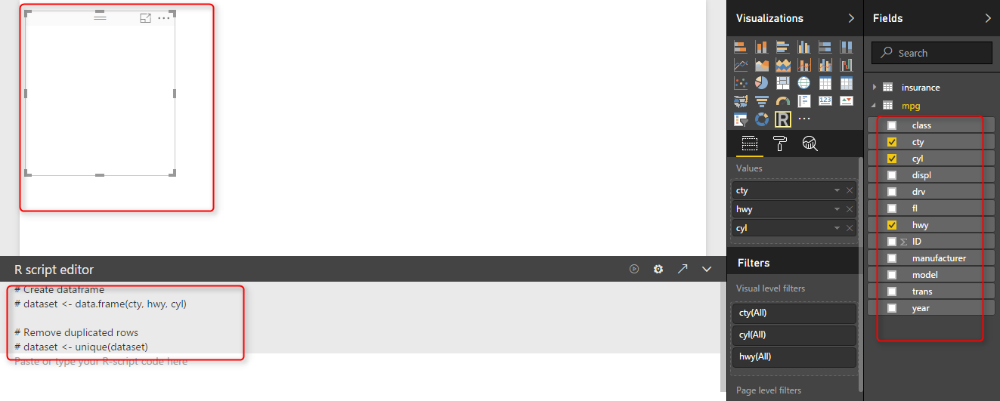 R script editor
# Create dataframe
# dataset <- data.frame(cty, hwy, cyl)
# Remove duplicated rows
# dataset <- unique(dataset)
Paste or type your R-script code here
Visualizations
123
R
Values
cty
hwy
cyl
Filters
Visual level filters
cty(All)
cyl(All)
hwy(All)
Page level filters
Fields
Search
insurance
mpg
class
cty
cyl
displ
drv
fl
hwy
Σ ID
manufacturer
model
trans
year